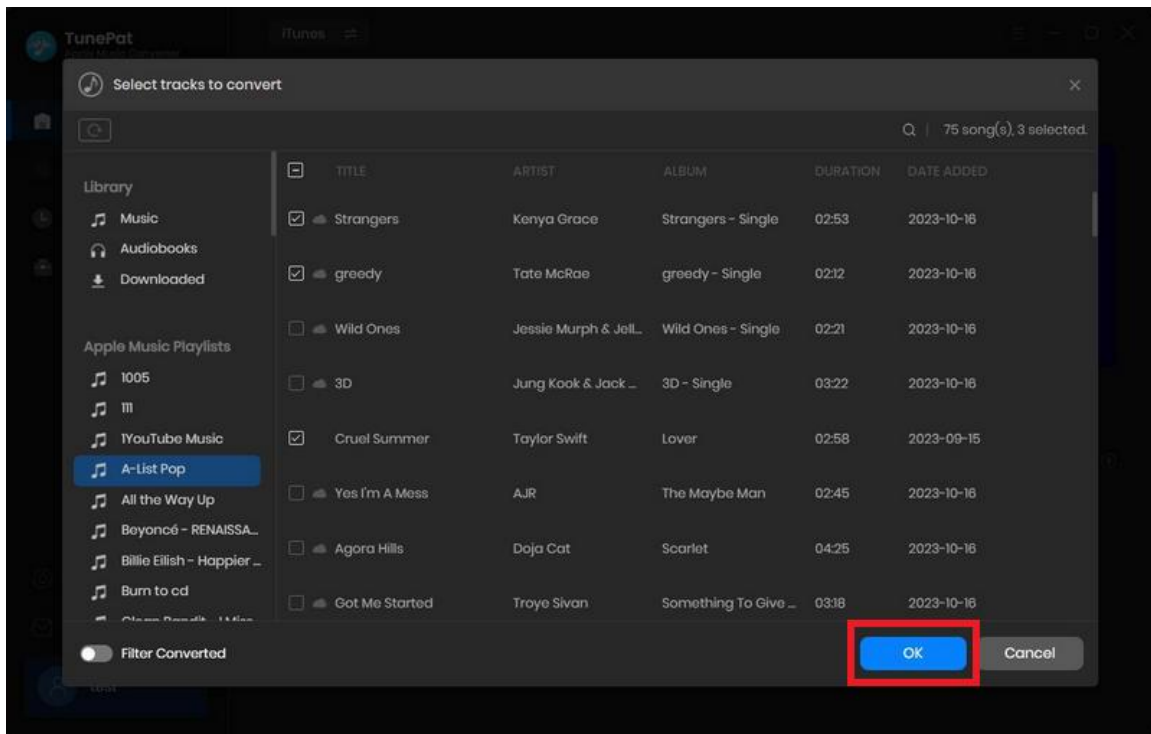 TunePat
Apple Music Converter
iTunes
Select tracks to convert
75 song(s), 3 selected.
TITLE ARTIST ALBUM DURATION DATE ADDED
Library
Music
Audiobooks
Downloaded
Apple Music Playlists
1005
111
1YouTube Music
A-List Pop
All the Way Up
Beyoncé - RENAISSA...
Billie Eilish - Happier ...
Burn to cd
Strangers Kenya Grace Strangers - Single 02:53 2023-10-16
greedy Tate McRae greedy - Single 02:12 2023-10-16
Wild Ones Jessie Murph & Jell... Wild Ones - Single 02:21 2023-10-16
3D Jung Kook & Jack ... 3D - Single 03:22 2023-10-16
Cruel Summer Taylor Swift Lover 02:58 2023-09-15
Yes I'm A Mess AJR The Maybe Man 02:45 2023-10-16
Agora Hills Doja Cat Scarlet 04:25 2023-10-16
Got Me Started Troye Sivan Something To Give ... 03:18 2023-10-16
Filter Converted
OK
Cancel